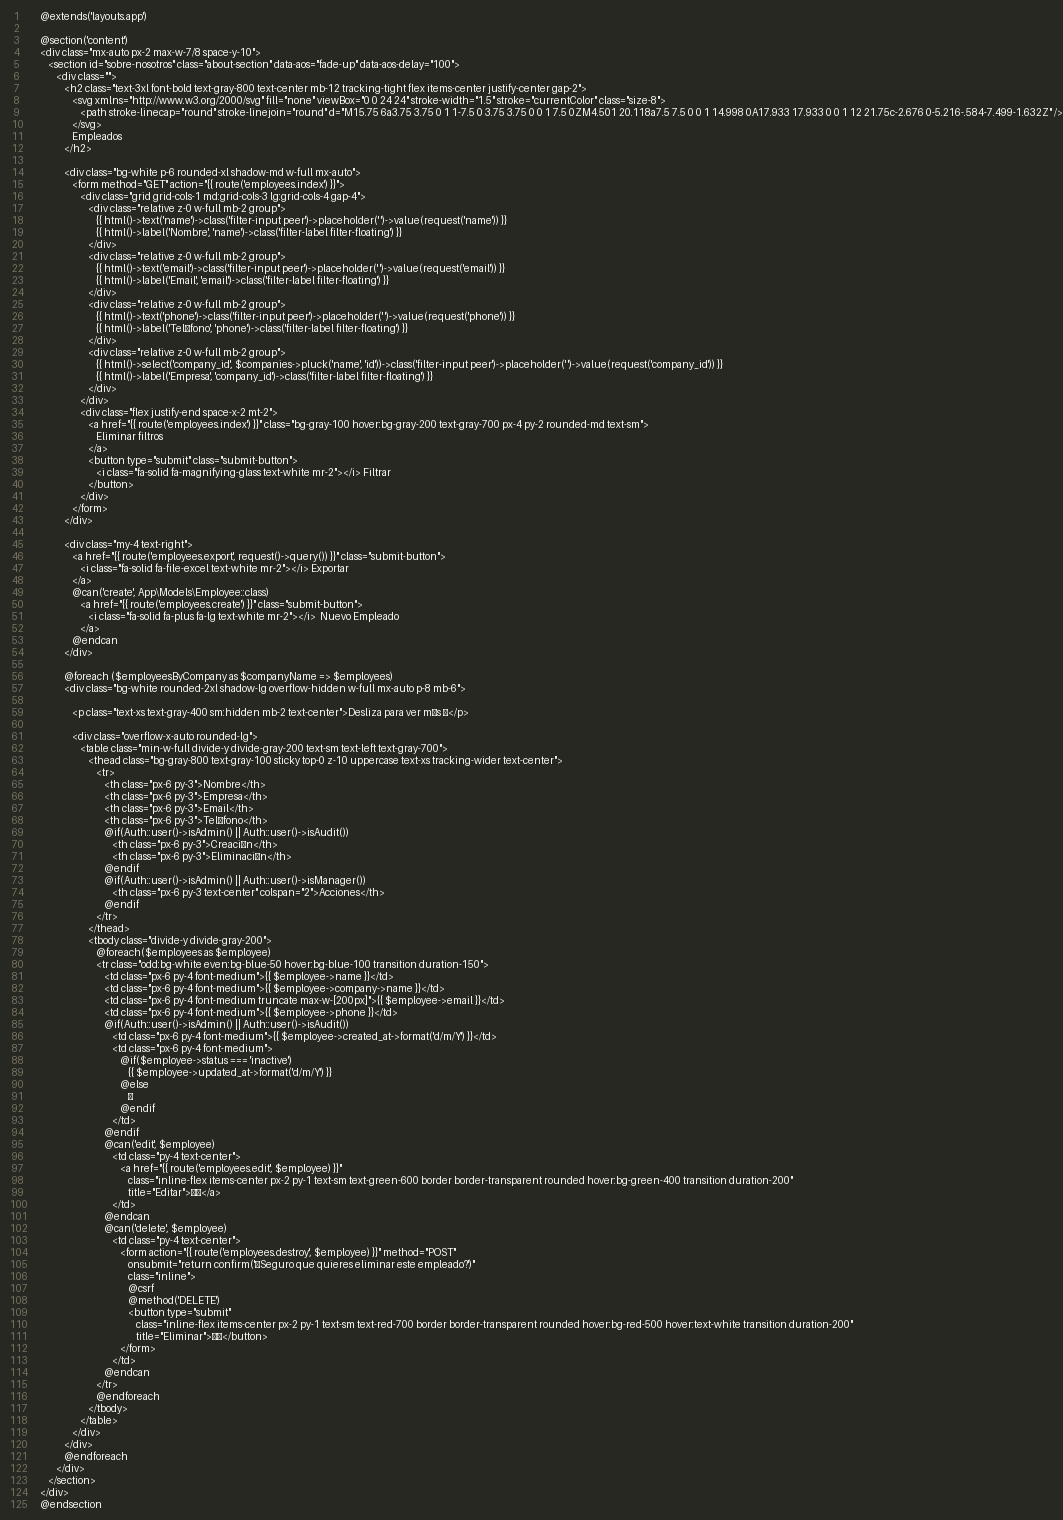 1 @extends('layouts.app')
2
3 @section('content')
4 <div class="mx-auto px-2 max-w-7/8 space-y-10">
5 <section id="sobre-nosotros" class="about-section" data-aos="fade-up" data-aos-delay="100">
6 <div class="">
7 <h2 class="text-3xl font-bold text-gray-800 text-center mb-12 tracking-tight flex items-center justify-center gap-2">
8 <svg xmlns="http://www.w3.org/2000/svg" fill="none" viewBox="0 0 24 24" stroke-width="1.5" stroke="currentColor" class="size-8">
9 <path stroke-linecap="round" stroke-linejoin="round" d="M15.75 6a3.75 3.75 0 1 1-7.5 0 3.75 3.75 0 0 1 7.5 0ZM4.501 20.118a7.5 7.5 0 0 1 14.998 0A17.933 17.933 0 0 1 12 21.75c-2.676 0-5.216-.584-7.499-1.632Z" />
10 </svg>
11 Empleados
12 </h2>
13
14 <div class="bg-white p-6 rounded-xl shadow-md w-full mx-auto">
15 <form method="GET" action="{{ route('employees.index') }}">
16 <div class="grid grid-cols-1 md:grid-cols-3 lg:grid-cols-4 gap-4">
17 <div class="relative z-0 w-full mb-2 group">
18 {{ html()->text('name')->class('filter-input peer')->placeholder(' ')->value(request('name')) }}
19 {{ html()->label('Nombre', 'name')->class('filter-label filter-floating') }}
20 </div>
21 <div class="relative z-0 w-full mb-2 group">
22 {{ html()->text('email')->class('filter-input peer')->placeholder(' ')->value(request('email')) }}
23 {{ html()->label('Email', 'email')->class('filter-label filter-floating') }}
24 </div>
25 <div class="relative z-0 w-full mb-2 group">
26 {{ html()->text('phone')->class('filter-input peer')->placeholder(' ')->value(request('phone')) }}
27 {{ html()->label('Tel▯fono', 'phone')->class('filter-label filter-floating') }}
28 </div>
29 <div class="relative z-0 w-full mb-2 group">
30 {{ html()->select('company_id', $companies->pluck('name', 'id'))->class('filter-input peer')->placeholder(' ')->value(request('company_id')) }}
31 {{ html()->label('Empresa', 'company_id')->class('filter-label filter-floating') }}
32 </div>
33 </div>
34 <div class="flex justify-end space-x-2 mt-2">
35 <a href="{{ route('employees.index') }}" class="bg-gray-100 hover:bg-gray-200 text-gray-700 px-4 py-2 rounded-md text-sm">
36 Eliminar filtros
37 </a>
38 <button type="submit" class="submit-button">
39 <i class="fa-solid fa-magnifying-glass text-white mr-2"></i> Filtrar
40 </button>
41 </div>
42 </form>
43 </div>
44
45 <div class="my-4 text-right">
46 <a href="{{ route('employees.export', request()->query()) }}" class="submit-button">
47 <i class="fa-solid fa-file-excel text-white mr-2"></i> Exportar
48 </a>
49 @can('create', App\Models\Employee::class)
50 <a href="{{ route('employees.create') }}" class="submit-button">
51 <i class="fa-solid fa-plus fa-lg text-white mr-2"></i> Nuevo Empleado
52 </a>
53 @endcan
54 </div>
55
56 @foreach ($employeesByCompany as $companyName => $employees)
57 <div class="bg-white rounded-2xl shadow-lg overflow-hidden w-full mx-auto p-8 mb-6">
58
59 <p class="text-xs text-gray-400 sm:hidden mb-2 text-center">Desliza para ver m▯s ▯</p>
60
61 <div class="overflow-x-auto rounded-lg">
62 <table class="min-w-full divide-y divide-gray-200 text-sm text-left text-gray-700">
63 <thead class="bg-gray-800 text-gray-100 sticky top-0 z-10 uppercase text-xs tracking-wider text-center">
64 <tr>
65 <th class="px-6 py-3">Nombre</th>
66 <th class="px-6 py-3">Empresa</th>
67 <th class="px-6 py-3">Email</th>
68 <th class="px-6 py-3">Tel▯fono</th>
69 @if(Auth::user()->isAdmin() || Auth::user()->isAudit())
70 <th class="px-6 py-3">Creaci▯n</th>
71 <th class="px-6 py-3">Eliminaci▯n</th>
72 @endif
73 @if(Auth::user()->isAdmin() || Auth::user()->isManager())
74 <th class="px-6 py-3 text-center" colspan="2">Acciones</th>
75 @endif
76 </tr>
77 </thead>
78 <tbody class="divide-y divide-gray-200">
79 @foreach($employees as $employee)
80 <tr class="odd:bg-white even:bg-blue-50 hover:bg-blue-100 transition duration-150">
81 <td class="px-6 py-4 font-medium">{{ $employee->name }}</td>
82 <td class="px-6 py-4 font-medium">{{ $employee->company->name }}</td>
83 <td class="px-6 py-4 font-medium truncate max-w-[200px]">{{ $employee->email }}</td>
84 <td class="px-6 py-4 font-medium">{{ $employee->phone }}</td>
85 @if(Auth::user()->isAdmin() || Auth::user()->isAudit())
86 <td class="px-6 py-4 font-medium">{{ $employee->created_at->format('d/m/Y') }}</td>
87 <td class="px-6 py-4 font-medium">
88 @if($employee->status === 'inactive')
89 {{ $employee->updated_at->format('d/m/Y') }}
90 @else
91 ▯
92 @endif
93 </td>
94 @endif
95 @can('edit', $employee)
96 <td class="py-4 text-center">
97 <a href="{{ route('employees.edit', $employee) }}"
98 class="inline-flex items-center px-2 py-1 text-sm text-green-600 border border-transparent rounded hover:bg-green-400 transition duration-200"
99 title="Editar">▯▯</a>
100 </td>
101 @endcan
102 @can('delete', $employee)
103 <td class="py-4 text-center">
104 <form action="{{ route('employees.destroy', $employee) }}" method="POST"
105 onsubmit="return confirm('▯Seguro que quieres eliminar este empleado?')"
106 class="inline">
107 @csrf
108 @method('DELETE')
109 <button type="submit"
110 class="inline-flex items-center px-2 py-1 text-sm text-red-700 border border-transparent rounded hover:bg-red-500 hover:text-white transition duration-200"
111 title="Eliminar">▯▯</button>
112 </form>
113 </td>
114 @endcan
115 </tr>
116 @endforeach
117 </tbody>
118 </table>
119 </div>
120 </div>
121 @endforeach
122 </div>
123 </section>
124 </div>
125 @endsection